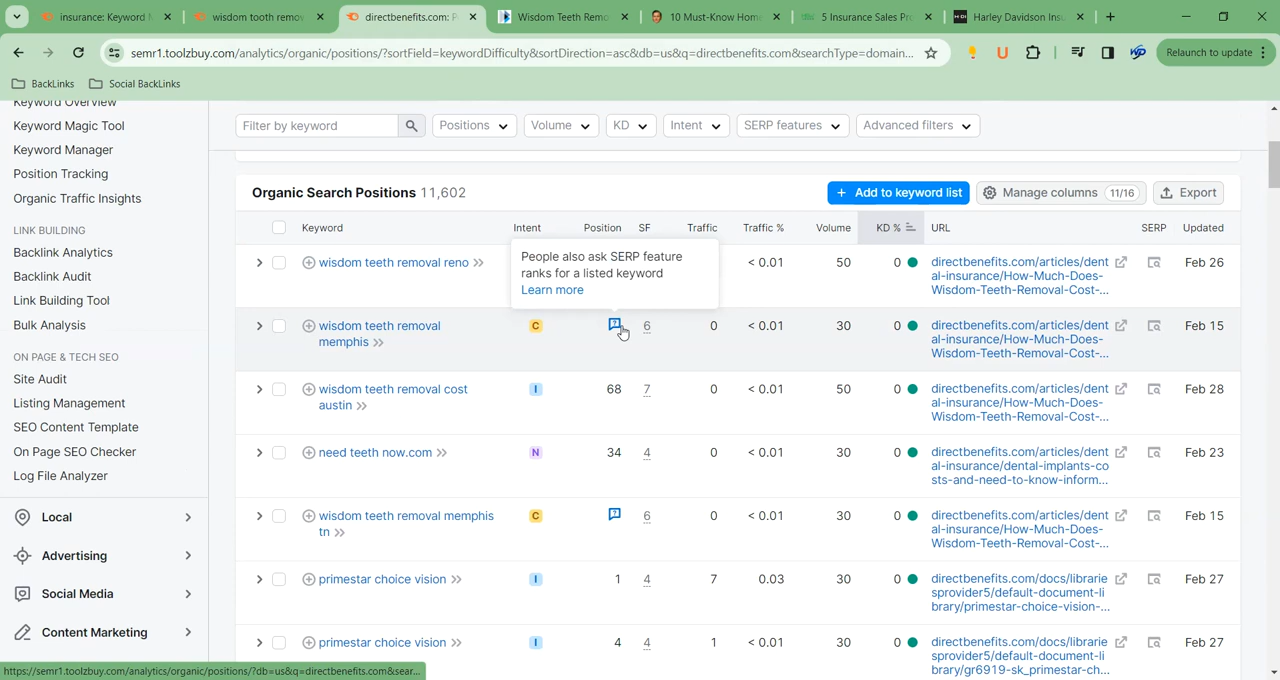 insurance: Keyword M
wisdom tooth remov
directbenefits.com: P
Wisdom Teeth Remo
10 Must-Know Home
5 Insurance Sales Pro
Harley Davidson Insu
semr1.toolzbuy.com/analytics/organic/positions/?sortField=keywordDifficulty&sortDirection=asc&db=us&q=directbenefits.com&searchType=domain...
Relaunch to update
BackLinks
Social BackLinks
Keyword Overview
Keyword Magic Tool
Keyword Manager
Position Tracking
Organic Traffic Insights
LINK BUILDING
Backlink Analytics
Backlink Audit
Link Building Tool
Bulk Analysis
ON PAGE & TECH SEO
Site Audit
Listing Management
SEO Content Template
On Page SEO Checker
Log File Analyzer
Local
Advertising
Social Media
Content Marketing
Filter by keyword
Positions
Volume
KD
Intent
SERP features
Advanced filters
Organic Search Positions 11,602
+ Add to keyword list
Manage columns 11/16
Export
Keyword Intent Position SF Traffic Traffic % Volume KD % URL SERP Updated
People also ask SERP feature
ranks for a listed keyword
Learn more
wisdom teeth removal reno >> < 0.01 50 0 directbenefits.com/articles/dent Feb 26
al-insurance/How-Much-Does-
Wisdom-Teeth-Removal-Cost-...
wisdom teeth removal C 6 0 < 0.01 30 0 directbenefits.com/articles/dent Feb 15
memphis >> al-insurance/How-Much-Does-
Wisdom-Teeth-Removal-Cost-...
wisdom teeth removal cost I 68 7 0 < 0.01 50 0 directbenefits.com/articles/dent Feb 28
austin >> al-insurance/How-Much-Does-
Wisdom-Teeth-Removal-Cost-...
need teeth now.com >> N 34 4 0 < 0.01 30 0 directbenefits.com/articles/dent Feb 23
al-insurance/dental-implants-co
sts-and-need-to-know-inform...
wisdom teeth removal memphis C 6 0 < 0.01 30 0 directbenefits.com/articles/dent Feb 15
tn >> al-insurance/How-Much-Does-
Wisdom-Teeth-Removal-Cost-...
primestar choice vision >> I 1 4 7 0.03 30 0 directbenefits.com/docs/librarie Feb 27
sprovider5/default-document-li
brary/primestar-choice-vision-...
primestar choice vision >> I 4 4 1 < 0.01 30 0 directbenefits.com/docs/librarie Feb 27
sprovider5/default-document-li
brary/gr6919-sk_primestar-ch...
https://semr1.toolzbuy.com/analytics/organic/positions/?db=us&q=directbenefits.com&sear...